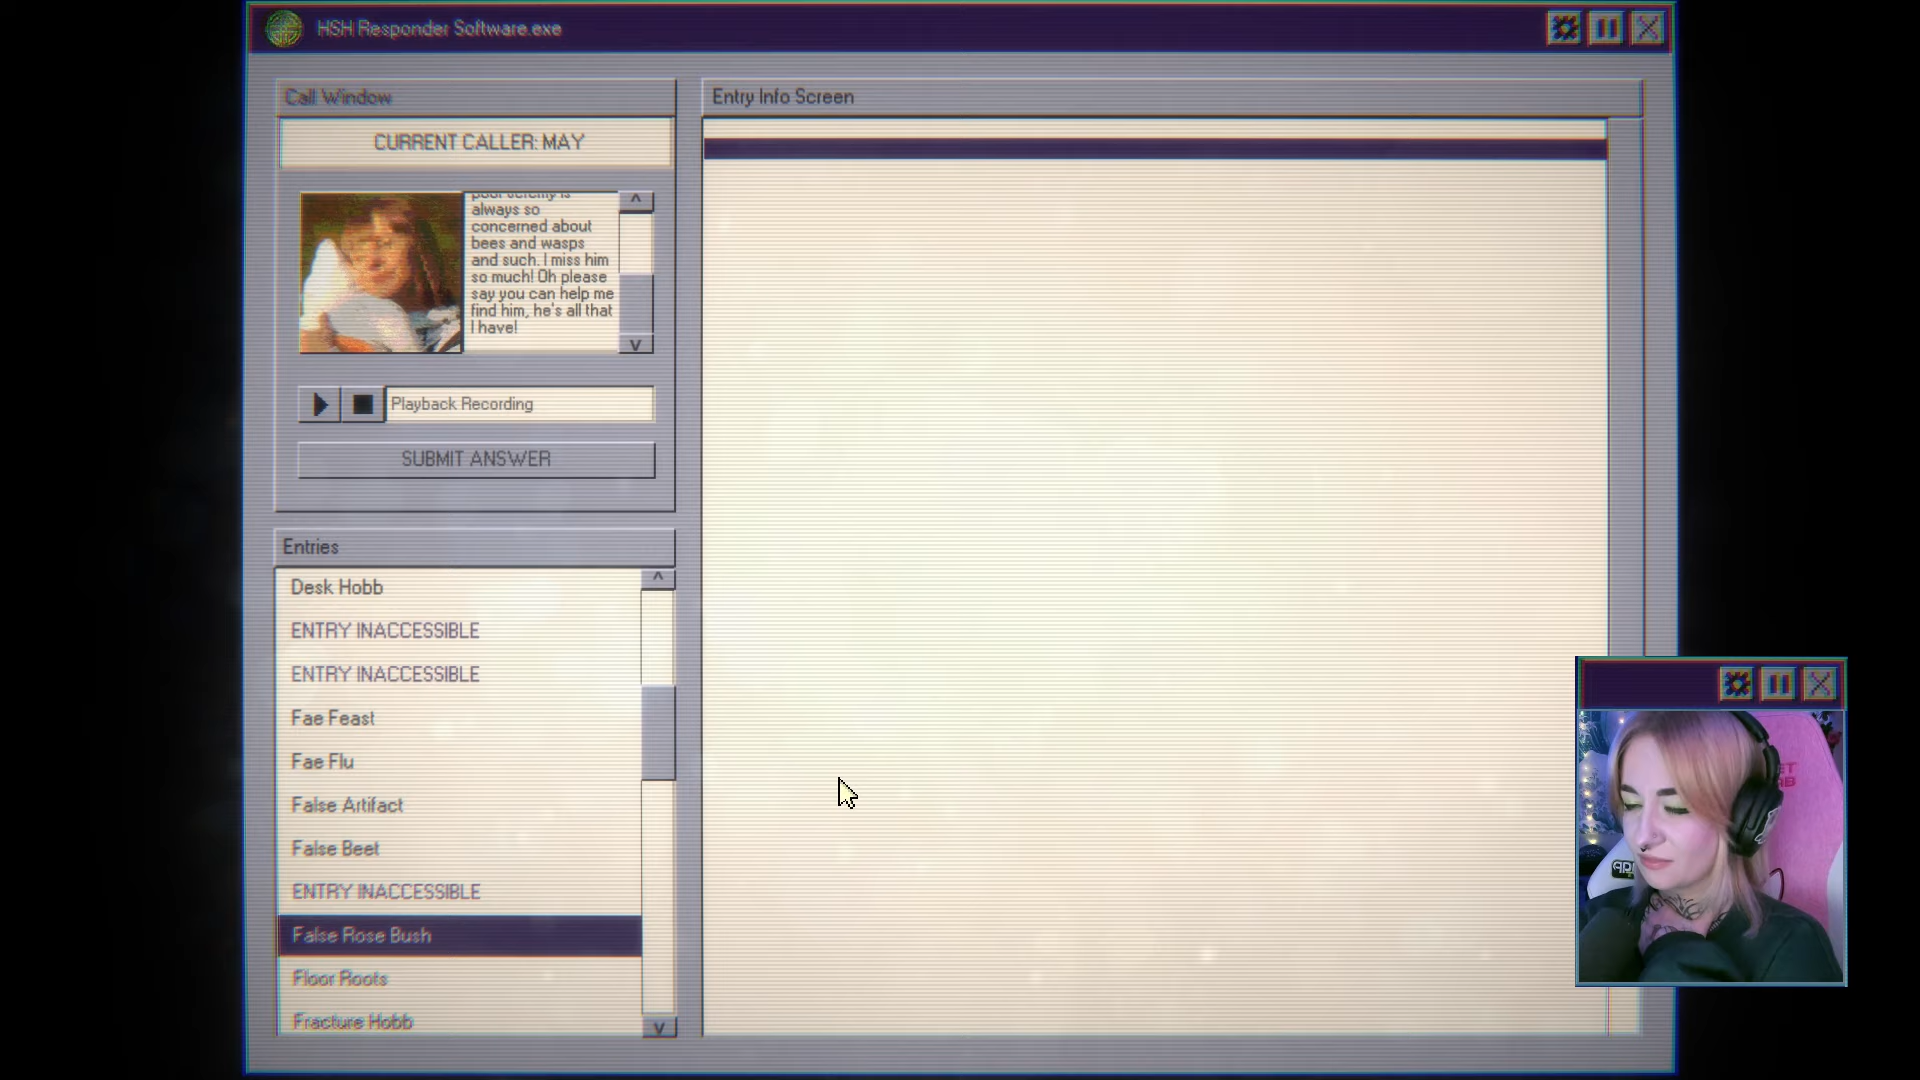 HSH Responder Software.exe
Call Window
CURRENT CALLER: MAY
always so
concerned about
bees and wasps
and such. I miss him
so much! Oh please
say you can help me
find him, he's all that
I have!
Playback Recording
SUBMIT ANSWER
Entries
Desk Hobb
ENTRY INACCESSIBLE
ENTRY INACCESSIBLE
Fae Feast
Fae Flu
False Artifact
False Beet
ENTRY INACCESSIBLE
False Rose Bush
Floor Roots
Fracture Hobb
Entry Info Screen